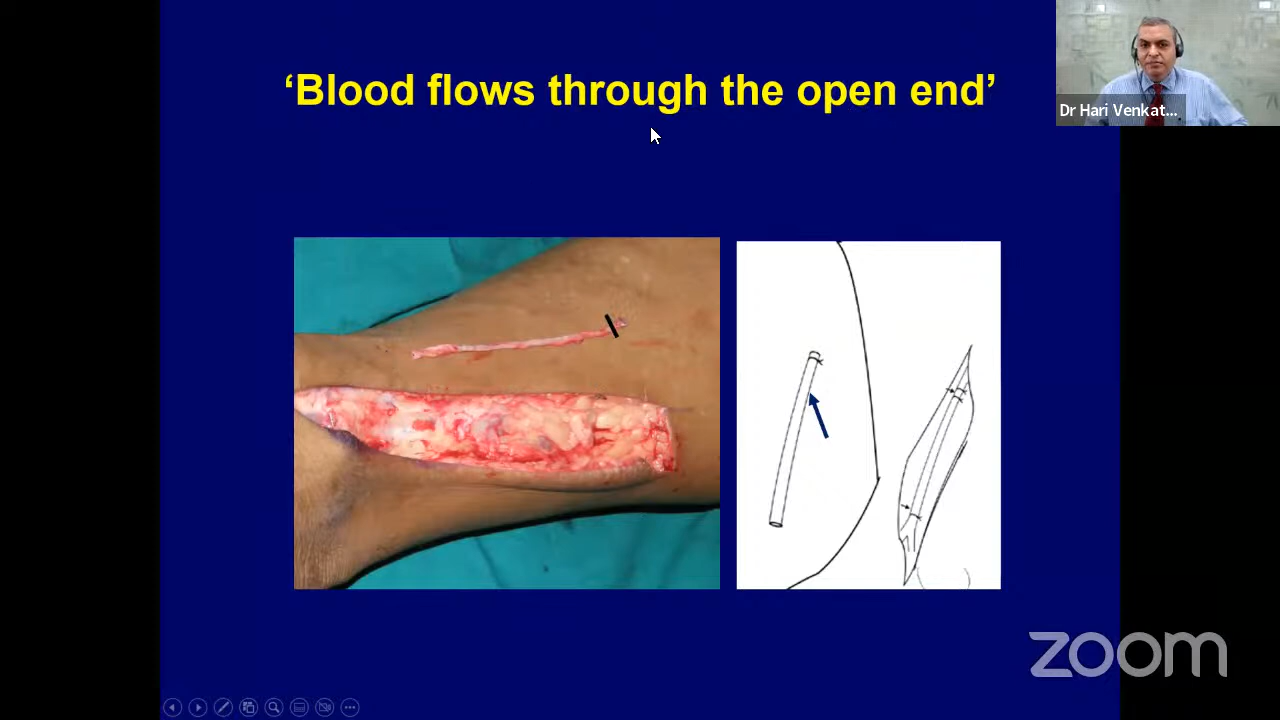 ‘Blood flows through the open end’
Dr Hari Venkat...
zoom